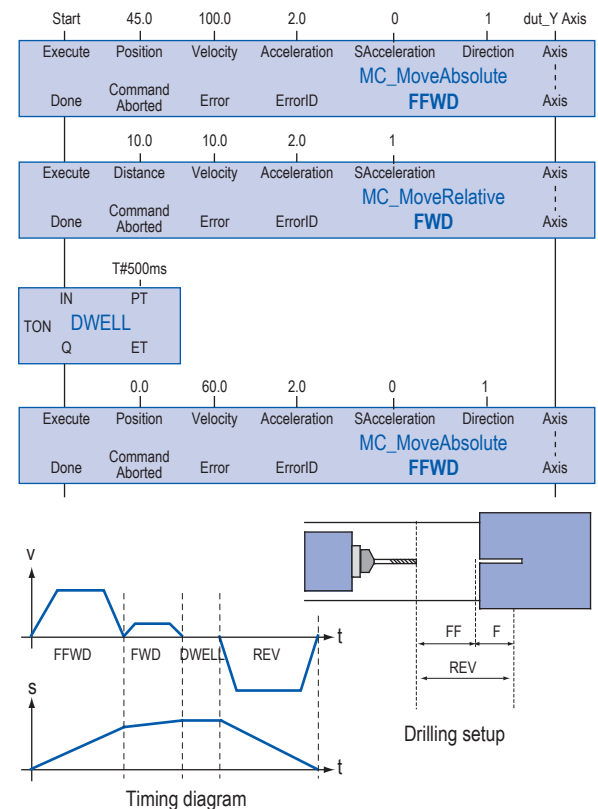 Start 45.0 100.0 2.0 0 1 dut_Y Axis
Execute Position Velocity Acceleration SAcceleration Direction Axis
MC_MoveAbsolute
Done Command Aborted Error ErrorID FFWD Axis
10.0 10.0 2.0 1
Execute Distance Velocity Acceleration SAcceleration Axis
MC_MoveRelative
Done Command Aborted Error ErrorID FWD Axis
T#500ms
IN PT
TON DWELL
Q ET
0.0 60.0 2.0 0 1
Execute Position Velocity Acceleration SAcceleration Direction Axis
MC_MoveAbsolute
Done Command Aborted Error ErrorID FFWD Axis
v
t
FFWD FWD DWELL REV
s
t
Timing diagram
FF F
REV
Drilling setup